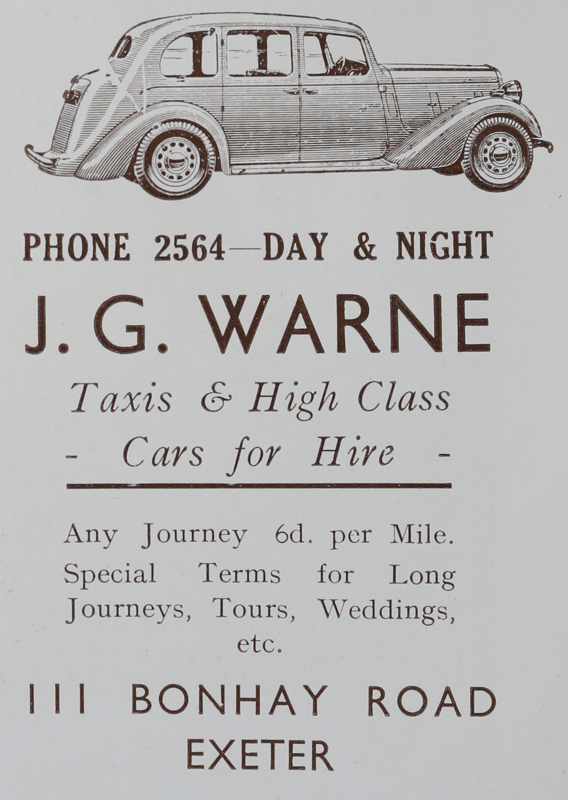 PHONE 2564—DAY & NIGHT
J. G. WARNE
Taxis & High Class
- Cars for Hire -
Any Journey 6d. per Mile.
Special Terms for Long
Journeys, Tours, Weddings,
etc.
111 BONHAY ROAD
EXETER